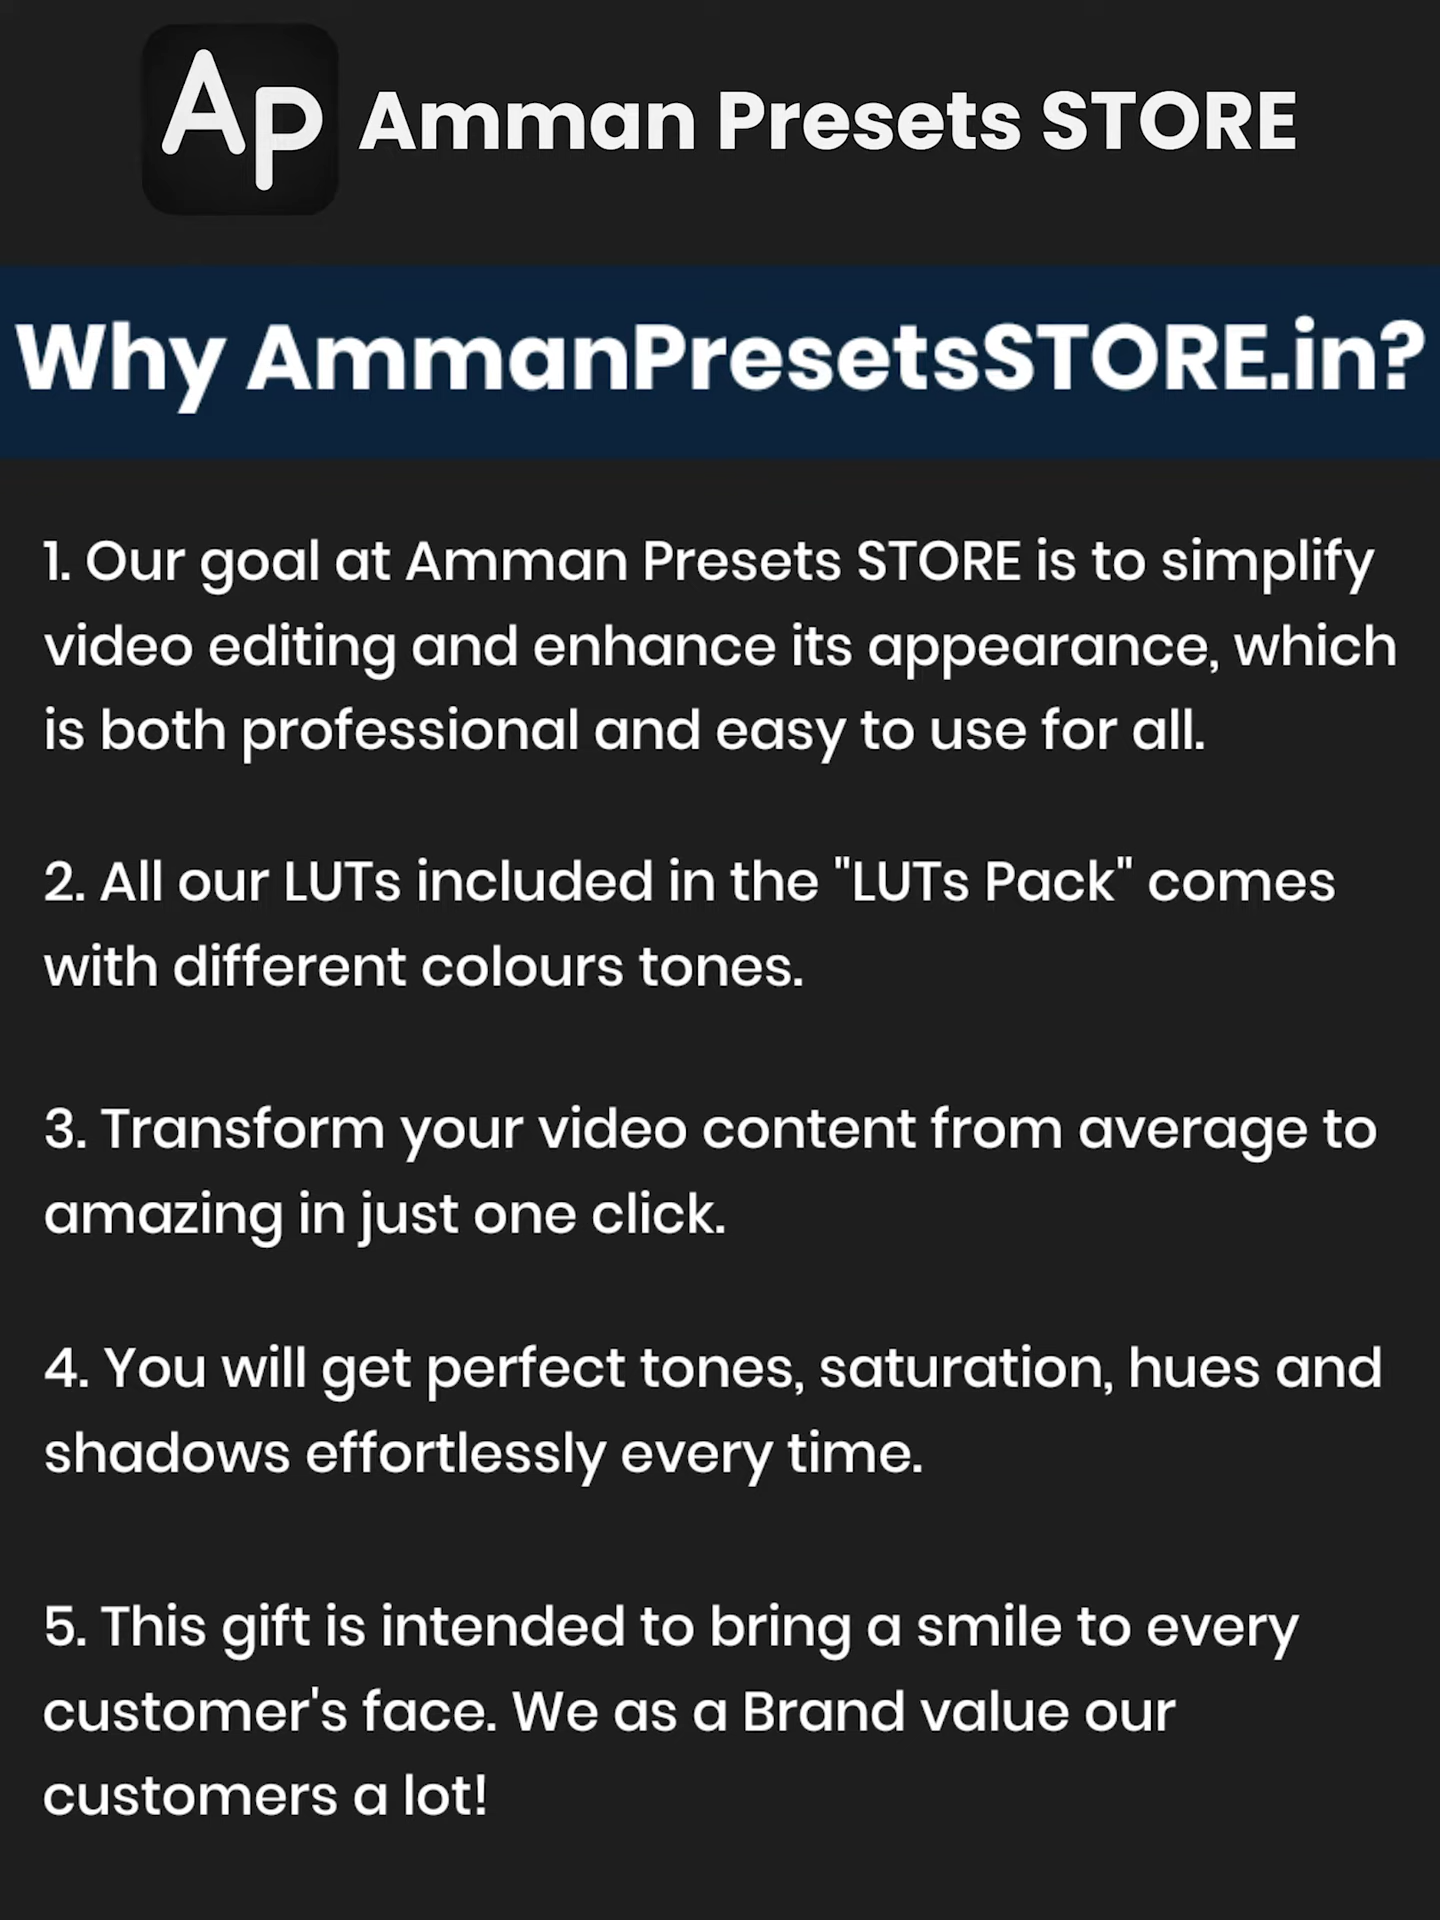 Ap Amman Presets STORE
Why AmmanPresetsSTORE.in?
1. Our goal at Amman Presets STORE is to simplify
video editing and enhance its appearance, which
is both professional and easy to use for all.
2. All our LUTs included in the "LUTs Pack" comes
with different colours tones.
3. Transform your video content from average to
amazing in just one click.
4. You will get perfect tones, saturation, hues and
shadows effortlessly every time.
5. This gift is intended to bring a smile to every
customer's face. We as a Brand value our
customers a lot!